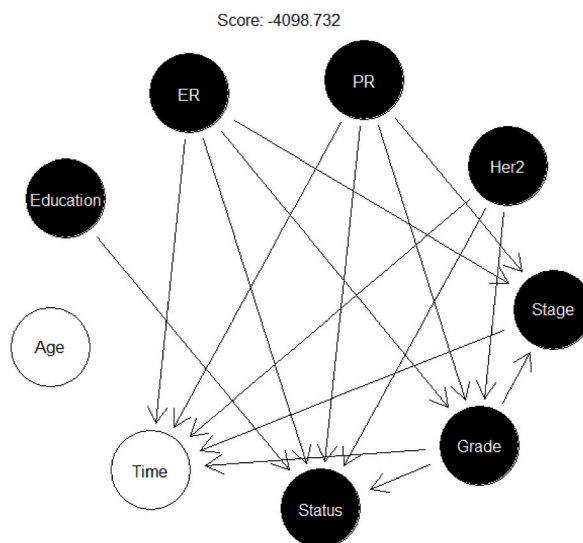 Score: -4098.732
PR
ER
Her2
Education
Stage
Age
Grade
Time
Status